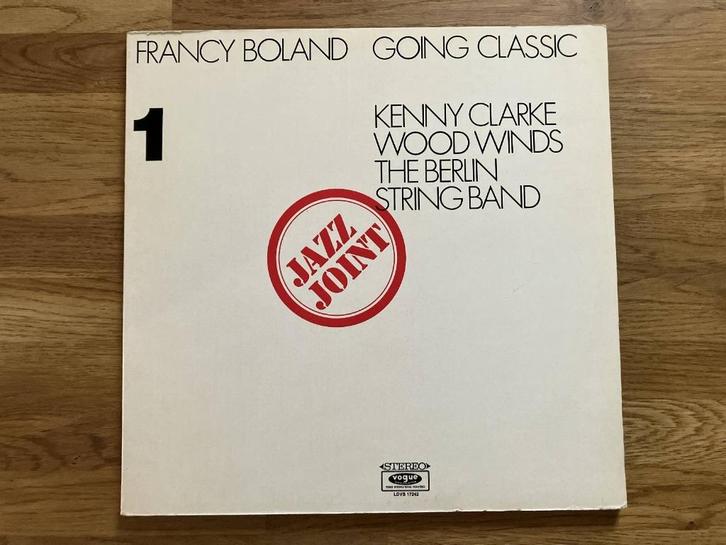 FRANCY BOLAND GOING CLASSIC
1
KENNY CLARKE
WOOD WINDS
THE BERLIN
STRING BAND
JAZZ
JOINT
STEREO
vogue
LDVS 17242